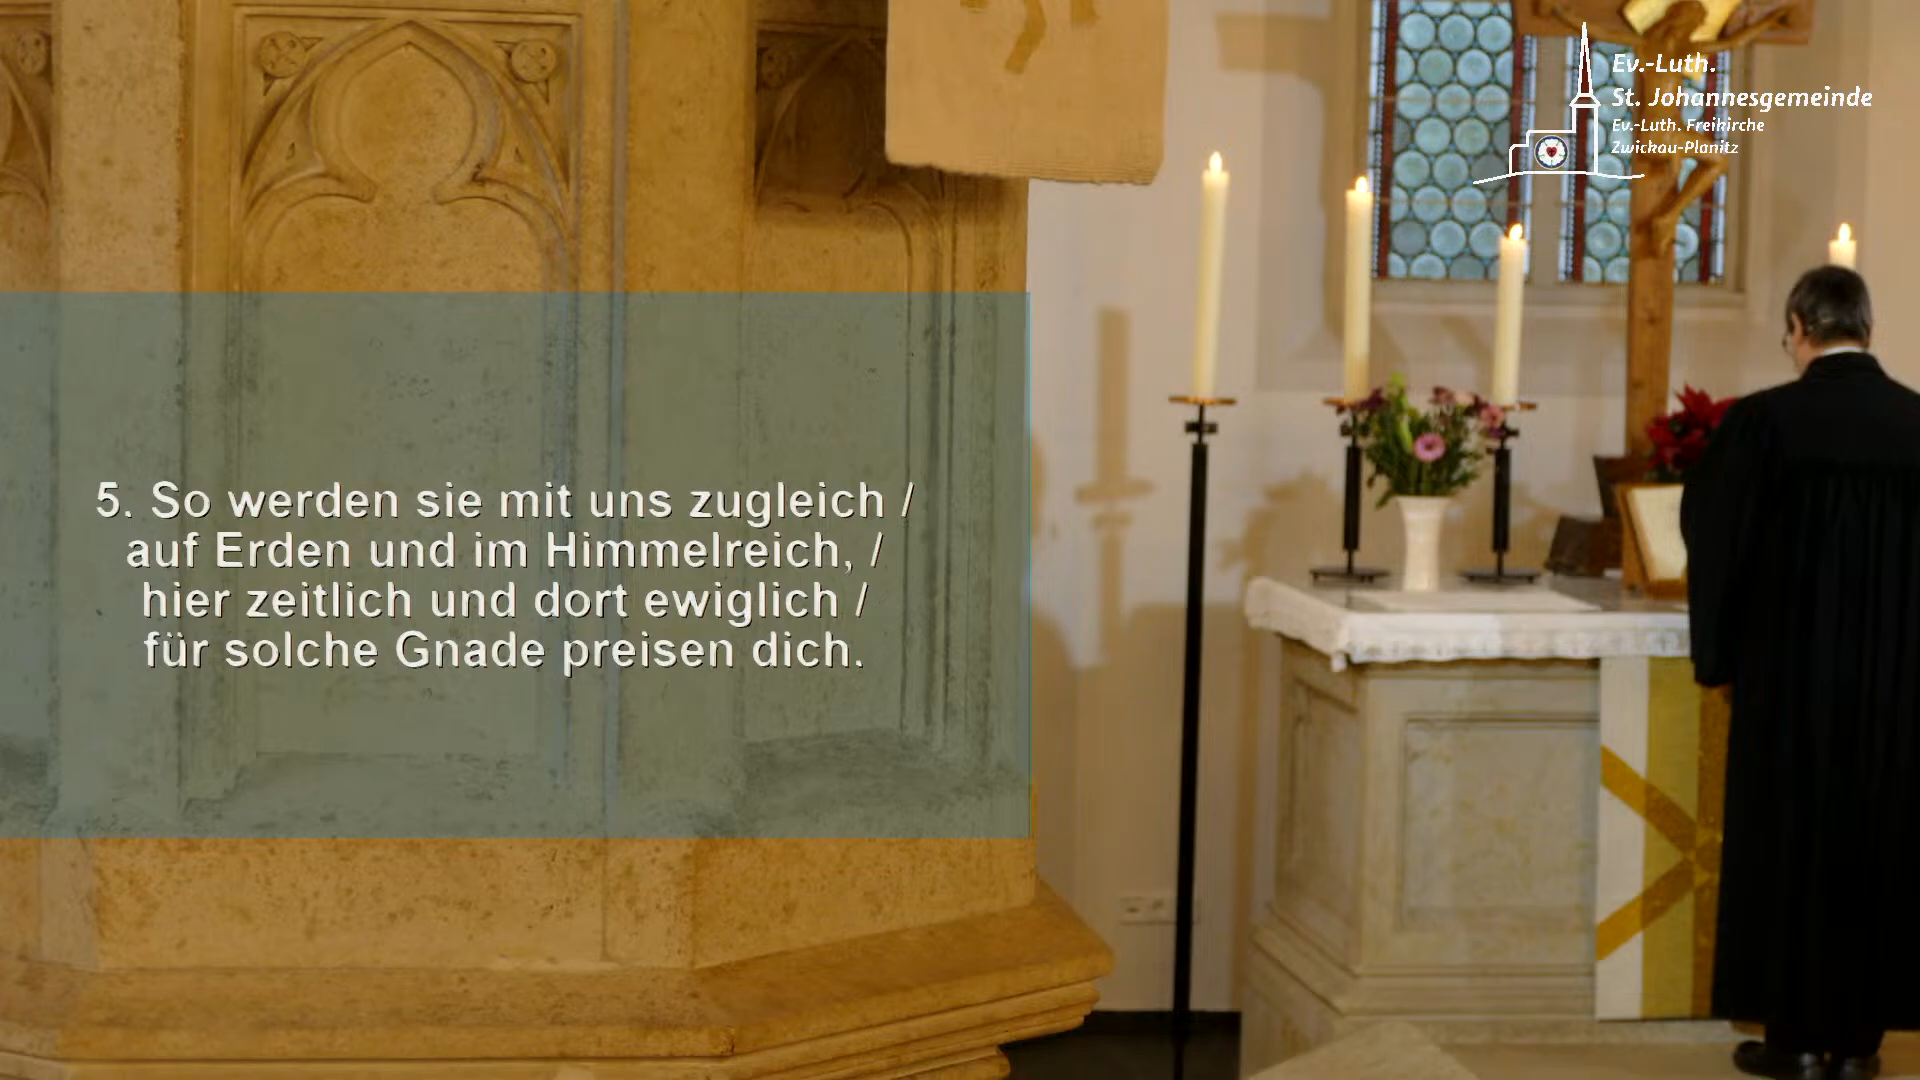 Ev.-Luth.
St. Johannesgemeinde
Ev.-Luth. Freikirche
Zwickau-Planitz
5. So werden sie mit uns zugleich /
auf Erden und im Himmelreich, /
hier zeitlich und dort ewiglich /
für solche Gnade preisen dich.